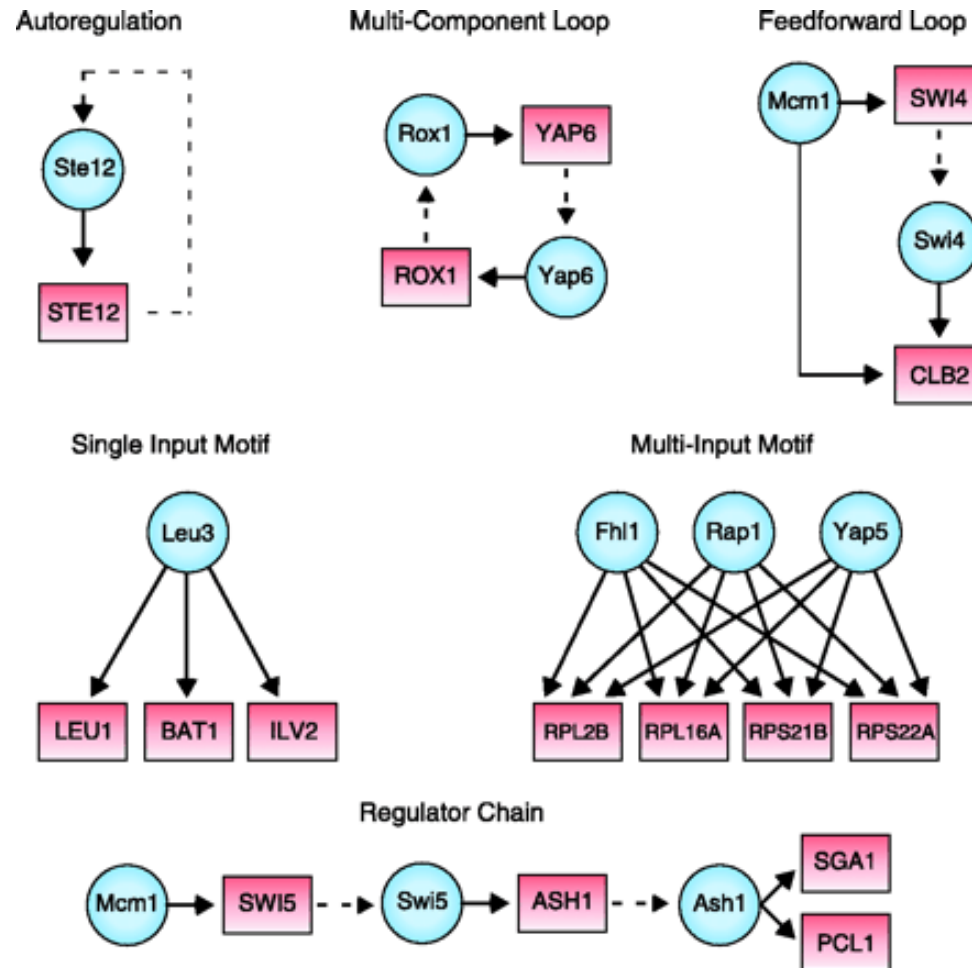 Autoregulation
Multi-Component Loop
Feedforward Loop
Ste12
STE12
Rox1
YAP6
ROX1
Yap6
Mcm1
SWI4
Swi4
CLB2
Single Input Motif
Multi-Input Motif
Leu3
LEU1
BAT1
ILV2
Fhl1
Rap1
Yap5
RPL2B
RPL16A
RPS21B
RPS22A
Regulator Chain
Mcm1
SWI5
Swi5
ASH1
Ash1
SGA1
PCL1